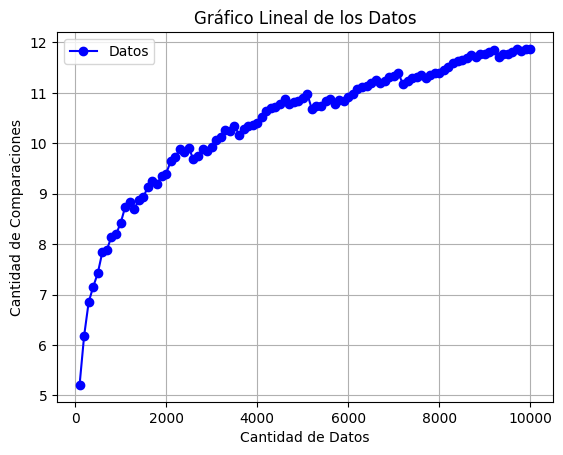 Gráfico Lineal de los Datos
Datos
12
11
10
9
8
7
6
5
Cantidad de Comparaciones
0 2000 4000 6000 8000 10000
Cantidad de Datos